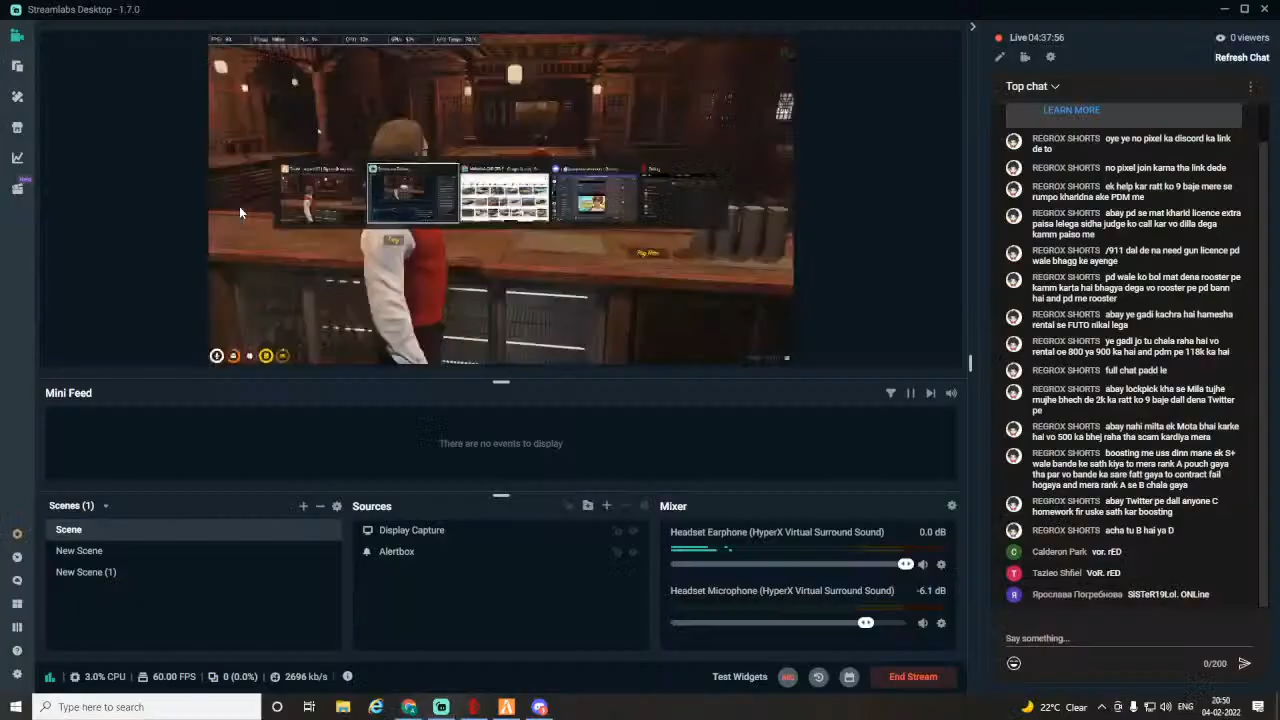 Streamlabs Desktop - 1.7.0
Live 04:37:56
0 viewers
Refresh Chat
Top chat
LEARN MORE
REGROX SHORTS oye ye no pixel ka discord ka link
de to
REGROX SHORTS no pixel join karna hai link dede
REGROX SHORTS ek help kar ratt ko 9 baje mere se
rumpo kharidna ake PDM me
REGROX SHORTS abay pd se mat kharid licence extra
paisa lelega sidhi judge ko call kar vo dilla dega
kamm paiso me
REGROX SHORTS /911 dal de na need gun licence pd
wale bhagg ke ayenge
REGROX SHORTS pd wale ko bol mat dena rooster pe
kamm karta hai bhagya dega vo rooster pe pd bann
hai and pd me rooster
REGROX SHORTS abay ye gadi kachra hai hamesha
rental se FUTO nikal lega
REGROX SHORTS ye gadi jo tu chala raha hai vo
rental oe 800 ya 900 ka hai and pdm pe 118k ka hai
REGROX SHORTS full chat padd le
REGROX SHORTS abay lockpick kha se Mila tujhe
mujhe bhech de 2k ka ratt ko 9 baje dall dena Twitter
pe
REGROX SHORTS abay nahi milta ek Mota bhai karke
hai vo 500 ka bhej raha tha scam kardiya mera
REGROX SHORTS boosting me uss dinn mane ek S+
wale bande ke sath kiya to mera rank A pouch gaya
tha par vo bande ka sare fatt gaya to contract fail
hogaya and mera rank A se B chala gaya
REGROX SHORTS abay Twitter pe dall anyone C
homework fir uske sath kar boosting
REGROX SHORTS acha tu B hai ya D
C Calderon Park vor. rED
T Tazleo Shfiel VoR. rED
Я Ярослава Погребнова SISTeR19Lol. ONLine
Say something...
0/200
Mini Feed
There are no events to display
Scenes (1)
Scene
New Scene
New Scene (1)
Sources
Display Capture
Alertbox
Mixer
Headset Earphone (HyperX Virtual Surround Sound) 0.0 dB
Headset Microphone (HyperX Virtual Surround Sound) -6.1 dB
3.0% CPU
60.00 FPS
0 (0.0%)
2696 kb/s
Test Widgets
REC
End Stream
Type here to search
22°C Clear
20:50
04-02-2022